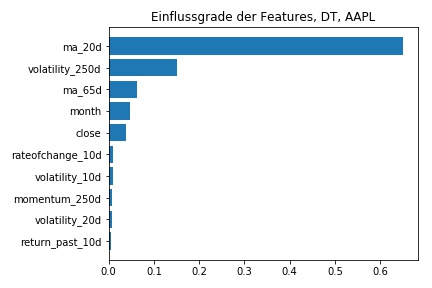 Einflussgrade der Features, DT, AAPL
ma_20d
volatility_250d
ma_65d
month
close
rateofchange_10d
volatility_10d
momentum_250d
volatility_20d
return_past_10d
0.0 0.1 0.2 0.3 0.4 0.5 0.6